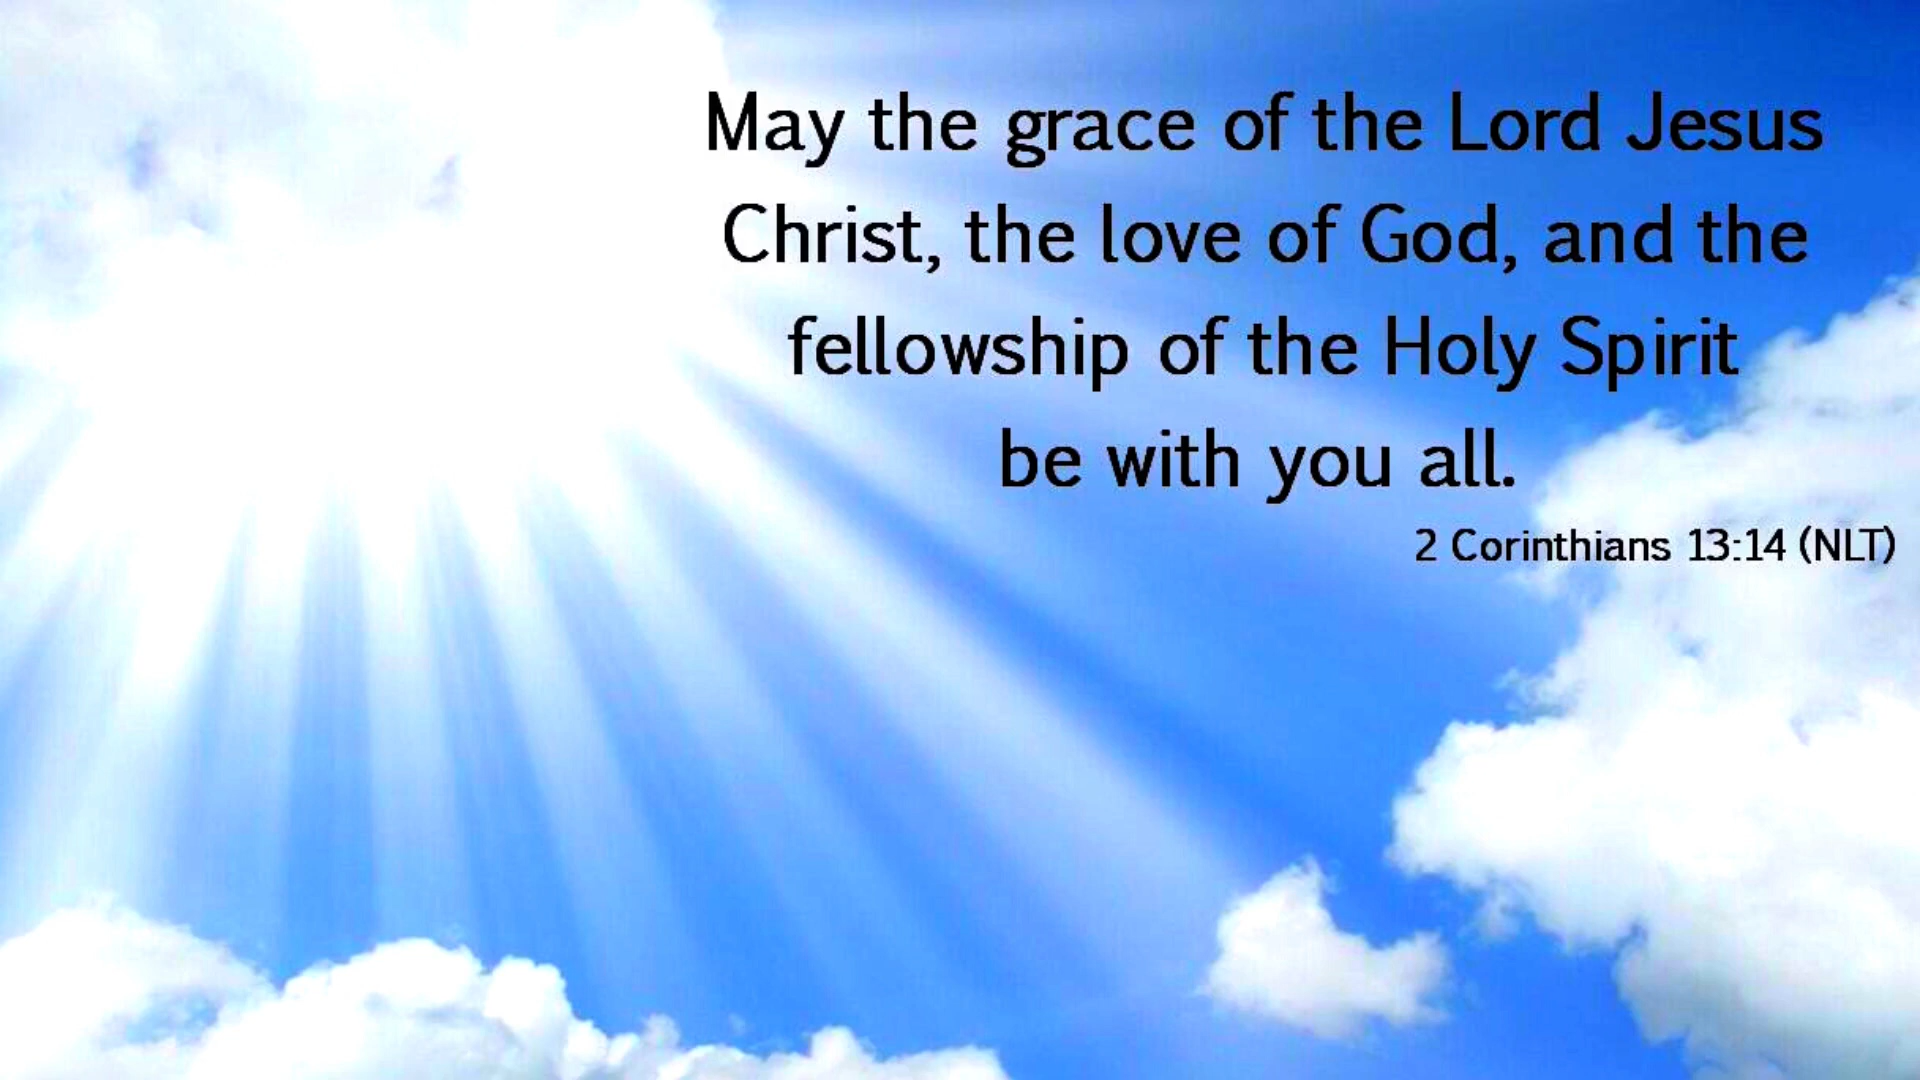 May the grace of the Lord Jesus
Christ, the love of God, and the
fellowship of the Holy Spirit
be with you all.
2 Corinthians 13:14 (NLT)